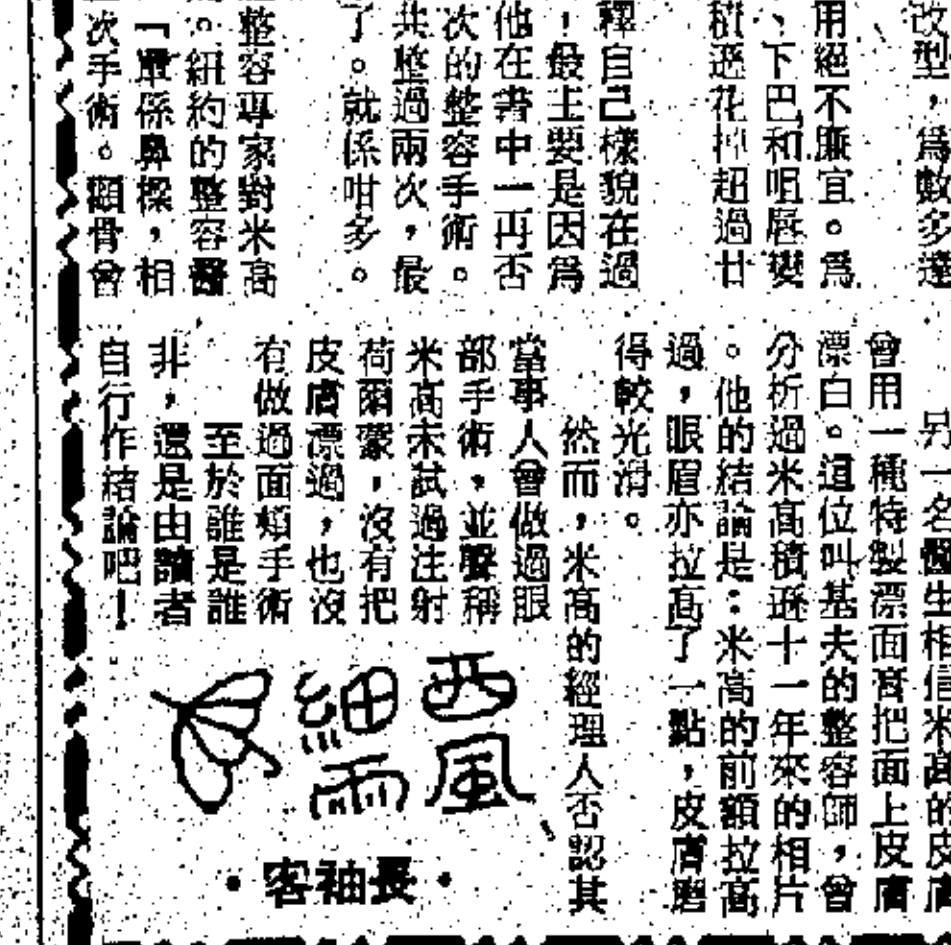 改型，為數多達
用絕不廉宜。為
、下巴和咀唇變
積遜花掉超過廿
釋自己樣貌在過
！最主要是因為
他在書中一再否
次的整容手術。
共整過兩次，最
了。就係咁多。
整容專家對米高
。紐約的整容醫
「單係鼻樑，相
次手術。顴骨曾
另一名醫生相信米高的皮膚
曾用一種特製漂面膏把面上皮膚
漂白。這位叫基夫的整容師，曾
分析過米高積遜十一年來的相片
。他的結論是：米高的前額拉高
過，眼眉亦拉高了一點，皮膚磨
得較光滑。
然而，米高的經理人否認其
當事人曾做過眼
部手術，並聲稱
米高未試過注射
荷爾蒙，沒有把
皮膚漂過，也沒
有做過面頰手術
至於誰是誰
非，還是由讀者
自行作結論吧！
西風
細雨
·長袖客·